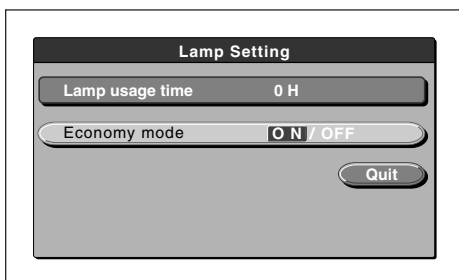 Lamp Setting
Lamp usage time 0 H
Economy mode ON / OFF
Quit